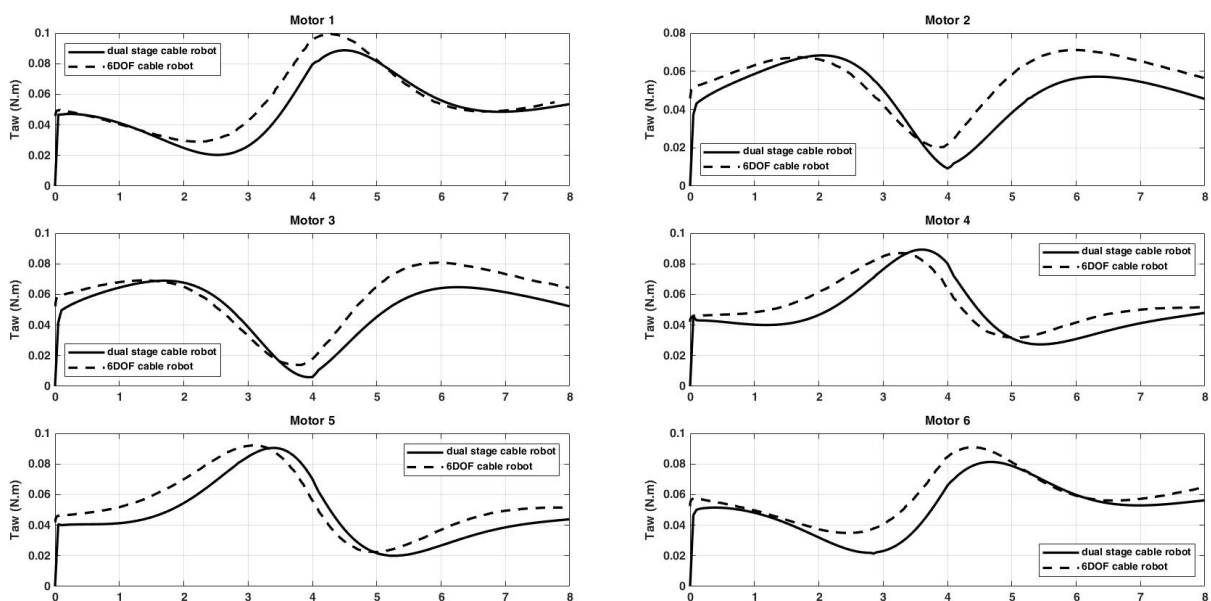 Motor 1
Taw (N.m)
0.1
0.08
0.06
0.04
0.02
0
dual stage cable robot
6DOF cable robot
0 1 2 3 4 5 6 7 8
Motor 2
Taw (N.m)
0.08
0.06
0.04
0.02
0
dual stage cable robot
6DOF cable robot
0 1 2 3 4 5 6 7 8
Motor 3
Taw (N.m)
0.1
0.08
0.06
0.04
0.02
0
dual stage cable robot
6DOF cable robot
0 1 2 3 4 5 6 7 8
Motor 4
Taw (N.m)
0.1
0.08
0.06
0.04
0.02
0
dual stage cable robot
6DOF cable robot
0 1 2 3 4 5 6 7 8
Motor 5
Taw (N.m)
0.1
0.08
0.06
0.04
0.02
0
dual stage cable robot
6DOF cable robot
0 1 2 3 4 5 6 7 8
Motor 6
Taw (N.m)
0.1
0.08
0.06
0.04
0.02
0
dual stage cable robot
6DOF cable robot
0 1 2 3 4 5 6 7 8